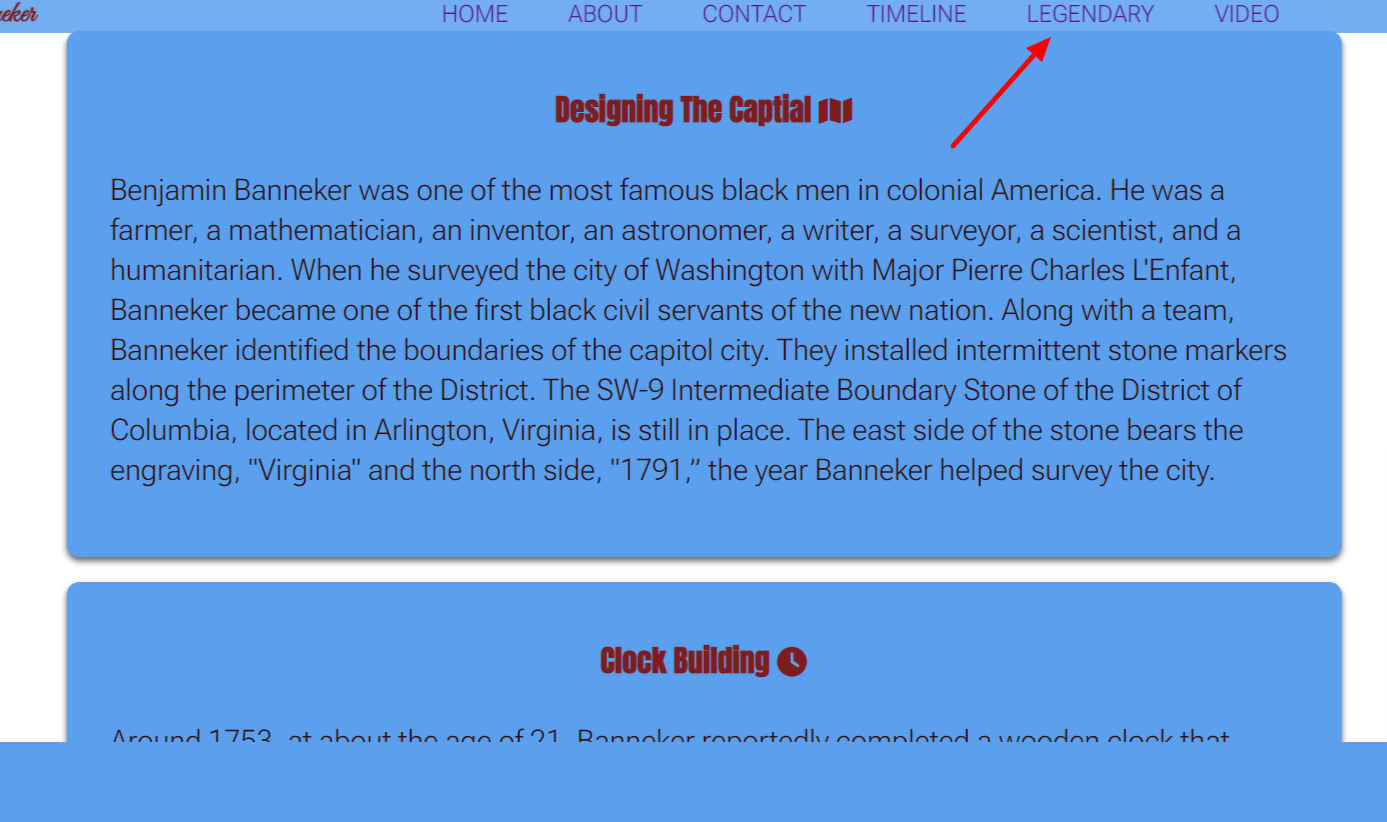 HOME ABOUT CONTACT TIMELINE LEGENDARY VIDEO
Designing The Captial
Benjamin Banneker was one of the most famous black men in colonial America. He was a
farmer, a mathematician, an inventor, an astronomer, a writer, a surveyor, a scientist, and a
humanitarian. When he surveyed the city of Washington with Major Pierre Charles L'Enfant,
Banneker became one of the first black civil servants of the new nation. Along with a team,
Banneker identified the boundaries of the capitol city. They installed intermittent stone markers
along the perimeter of the District. The SW-9 Intermediate Boundary Stone of the District of
Columbia, located in Arlington, Virginia, is still in place. The east side of the stone bears the
engraving, "Virginia" and the north side, "1791,” the year Banneker helped survey the city.
Clock Building
Around 1753, at about the age of 21, Banneker reportedly completed a wooden clock that